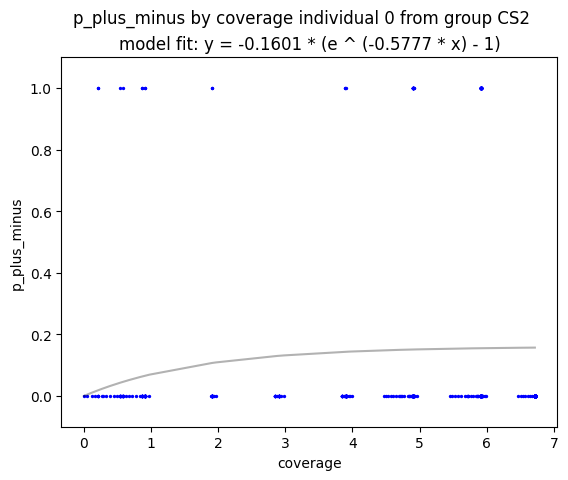 p_plus_minus by coverage individual 0 from group CS2
model fit: y = -0.1601 * (e ^ (-0.5777 * x) - 1)
1.0
0.8
0.6
0.4
0.2
0.0
p_plus_minus
0 1 2 3 4 5 6 7
coverage